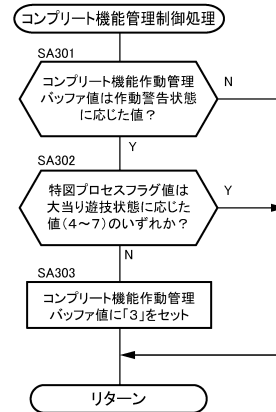 コンプリート機能管理制御処理
SA301
コンプリート機能作動管理
バッファ値は作動警告状態
に応じた値？
N
Y
SA302
特図プロセスフラグ値は
大当り遊技状態に応じた
値(４～７)のいずれか？
Y
N
SA303
コンプリート機能作動管理
バッファ値に｢３｣をセット
リターン